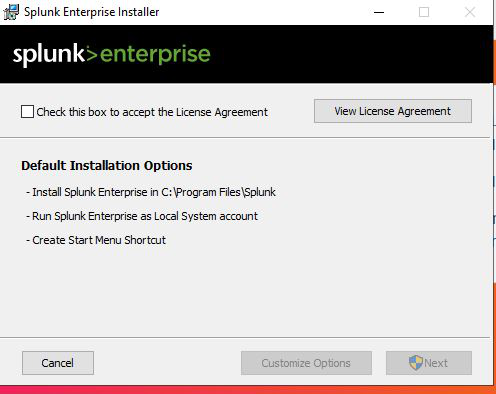 Splunk Enterprise Installer
splunk>enterprise
Check this box to accept the License Agreement
View License Agreement
Default Installation Options
- Install Splunk Enterprise in C:\Program Files\Splunk
- Run Splunk Enterprise as Local System account
- Create Start Menu Shortcut
Cancel
Customize Options
Next